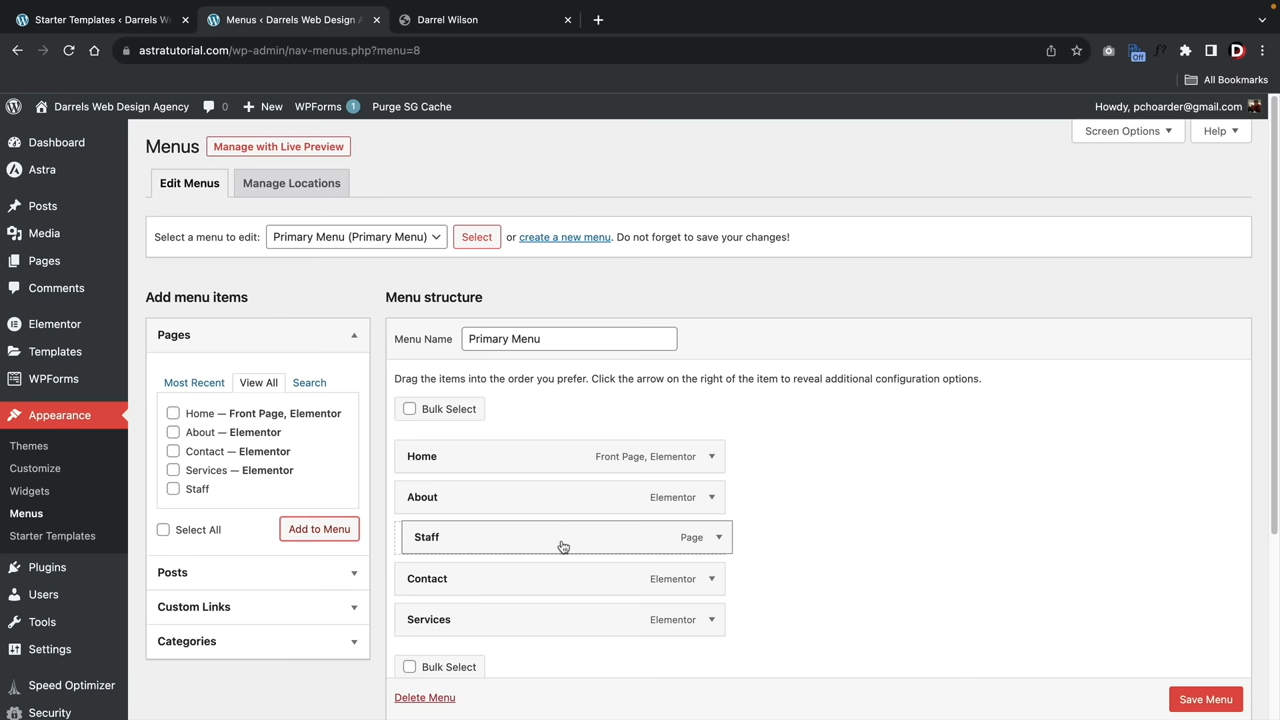 Starter Templates ‹ Darrels W
Menus ‹ Darrels Web Design A
Darrel Wilson
astratutorial.com/wp-admin/nav-menus.php?menu=8
Off
f?
D
All Bookmarks
Darrels Web Design Agency
0
New
WPForms 1
Purge SG Cache
Howdy, pchoarder@gmail.com
Dashboard
Astra
Posts
Media
Pages
Comments
Elementor
Templates
WPForms
Appearance
Themes
Customize
Widgets
Menus
Starter Templates
Plugins
Users
Tools
Settings
Speed Optimizer
Security
Menus
Manage with Live Preview
Screen Options
Help
Edit Menus
Manage Locations
Select a menu to edit: Primary Menu (Primary Menu) Select or create a new menu. Do not forget to save your changes!
Add menu items
Pages
Most Recent
View All
Search
Home — Front Page, Elementor
About — Elementor
Contact — Elementor
Services — Elementor
Staff
Select All
Add to Menu
Posts
Custom Links
Categories
Menu structure
Menu Name Primary Menu
Drag the items into the order you prefer. Click the arrow on the right of the item to reveal additional configuration options.
Bulk Select
Home Front Page, Elementor
About Elementor
Staff Page
Contact Elementor
Services Elementor
Bulk Select
Delete Menu
Save Menu